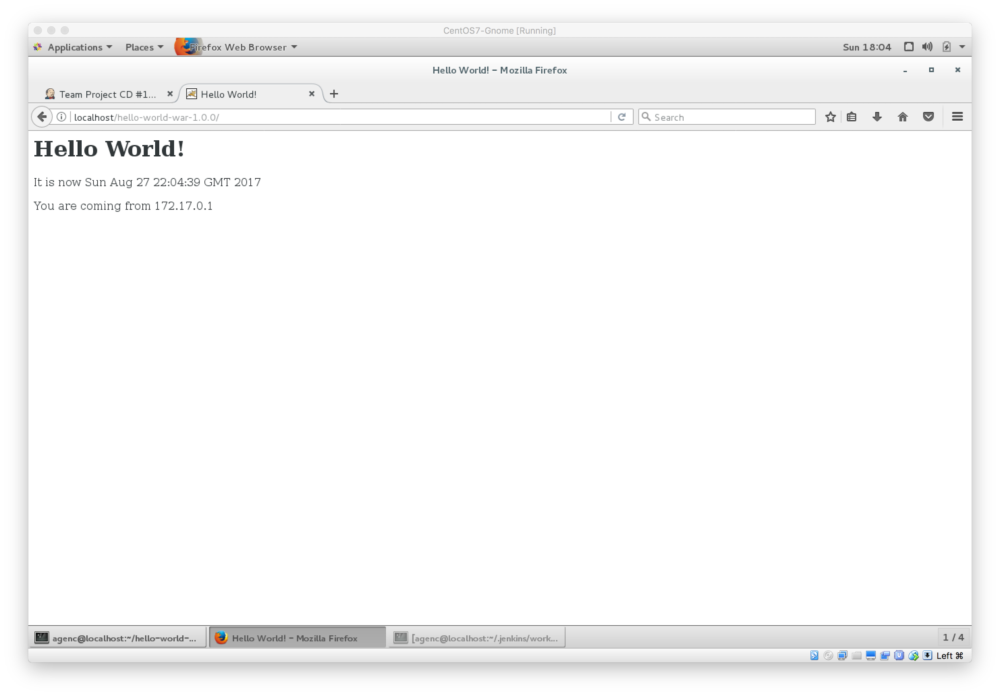 CentOS7-Gnome [Running]
Applications Places Firefox Web Browser Sun 18:04
Hello World! - Mozilla Firefox
Team Project CD #1... Hello World!
localhost/hello-world-war-1.0.0/ Search
Hello World!
It is now Sun Aug 27 22:04:39 GMT 2017
You are coming from 172.17.0.1
agenc@localhost:~/hello-world-... Hello World! - Mozilla Firefox [agenc@localhost:~/.jenkins/work... 1 / 4
Left ⌘